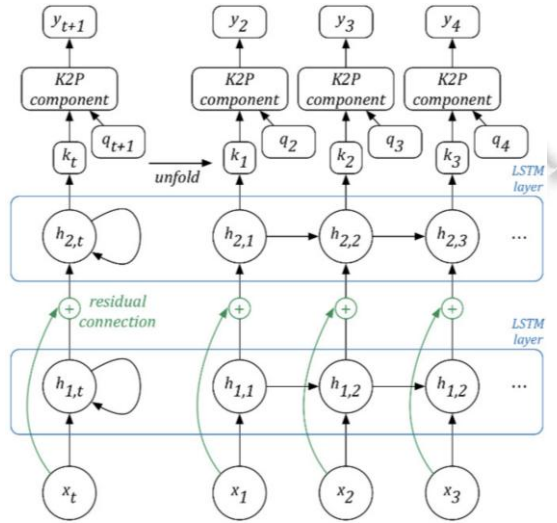 y_{t+1} y_2 y_3 y_4
K2P component K2P component K2P component K2P component
q_{t+1} q_2 q_3 q_4
k_t unfold k_1 k_2 k_3
LSTM
layer
h_{2,t} h_{2,1} h_{2,2} h_{2,3} ...
+ residual connection + + +
LSTM
layer
h_{1,t} h_{1,1} h_{1,2} h_{1,2} ...
x_t x_1 x_2 x_3